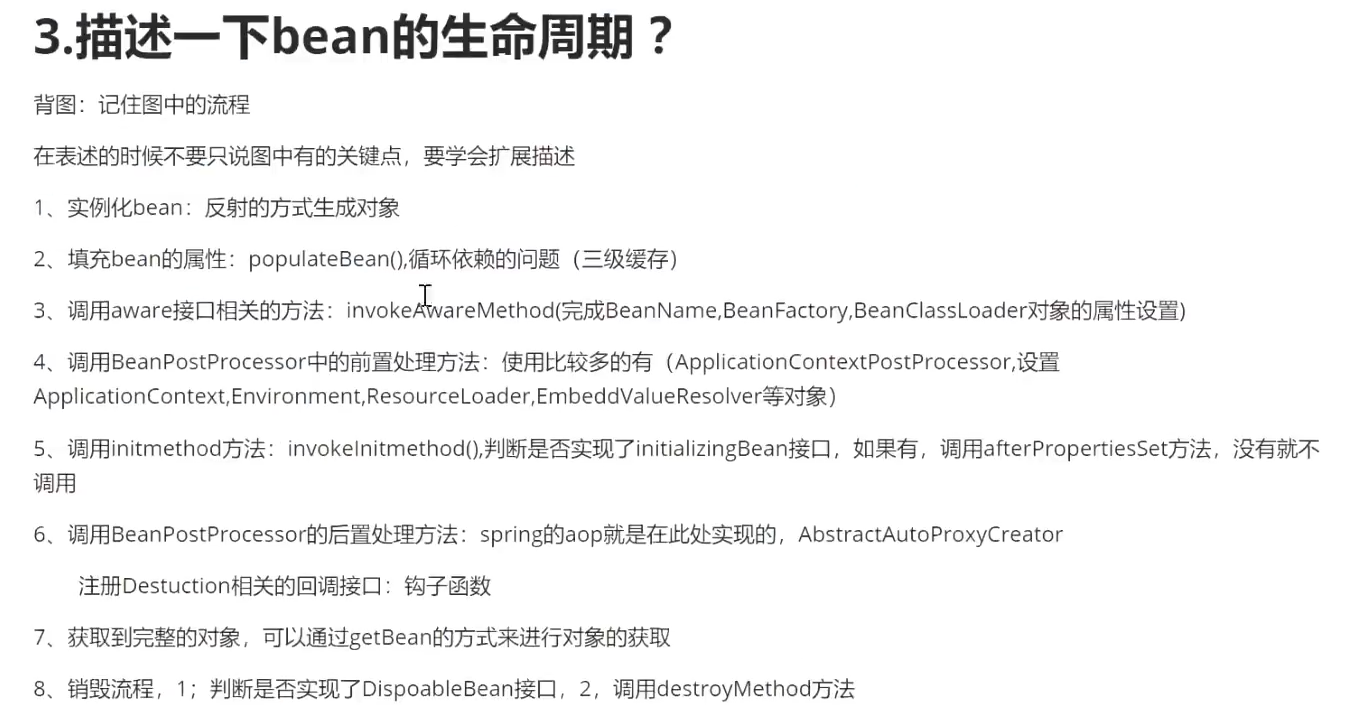 3.描述一下bean的生命周期？
背图：记住图中的流程
在表述的时候不要只说图中有的关键点，要学会扩展描述
1、实例化bean：反射的方式生成对象
2、填充bean的属性：populateBean(),循环依赖的问题（三级缓存）
3、调用aware接口相关的方法：invokeAwareMethod(完成BeanName,BeanFactory,BeanClassLoader对象的属性设置)
4、调用BeanPostProcessor中的前置处理方法：使用比较多的有（ApplicationContextPostProcessor,设置
ApplicationContext,Environment,ResourceLoader,EmbeddValueResolver等对象）
5、调用initmethod方法：invokeInitmethod(),判断是否实现了initializingBean接口，如果有，调用afterPropertiesSet方法，没有就不
调用
6、调用BeanPostProcessor的后置处理方法：spring的aop就是在此处实现的，AbstractAutoProxyCreator
注册Destuction相关的回调接口：钩子函数
7、获取到完整的对象，可以通过getBean的方式来进行对象的获取
8、销毁流程，1；判断是否实现了DispoableBean接口，2，调用destroyMethod方法